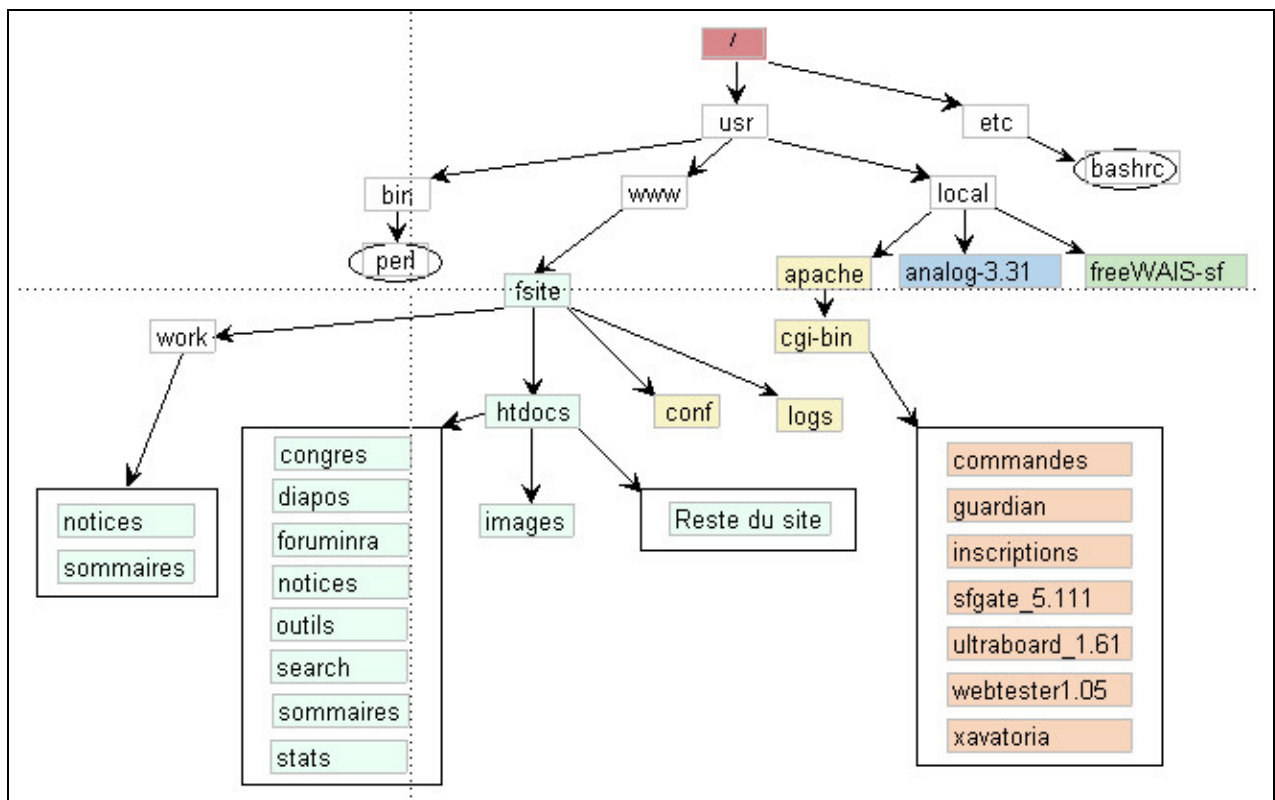 /
usr
etc
bashrc
bin
www
local
perl
apache
analog-3.31
freeWAIS-sf
fsite
work
cgi-bin
htdocs
conf
logs
notices
sommaires
congres
diapos
foruminra
notices
outils
search
sommaires
stats
images
Reste du site
commandes
guardian
inscriptions
sfgate_5.111
ultraboard_1.61
webtester1.05
xavatoria